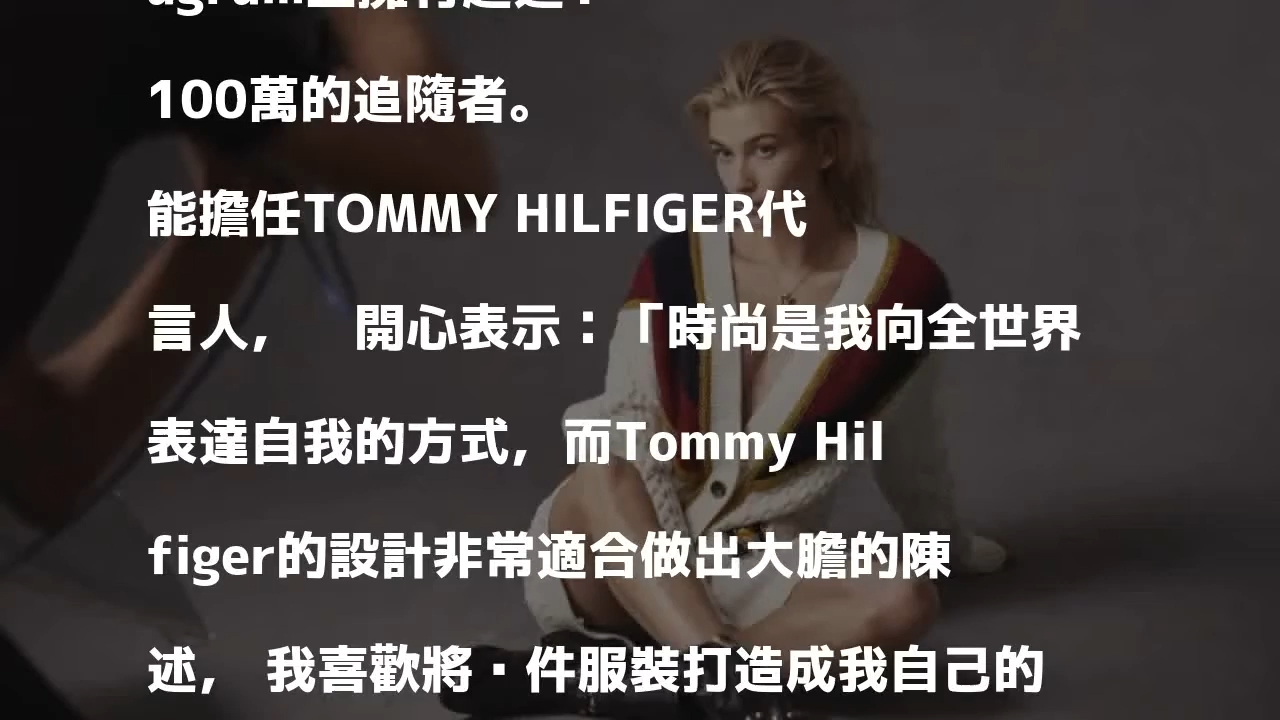 100萬的追隨者。
能擔任TOMMY HILFIGER代
言人，　開心表示：「時尚是我向全世界
表達自我的方式，而Tommy Hil
figer的設計非常適合做出大膽的陳
述， 我喜歡將▪件服裝打造成我自己的